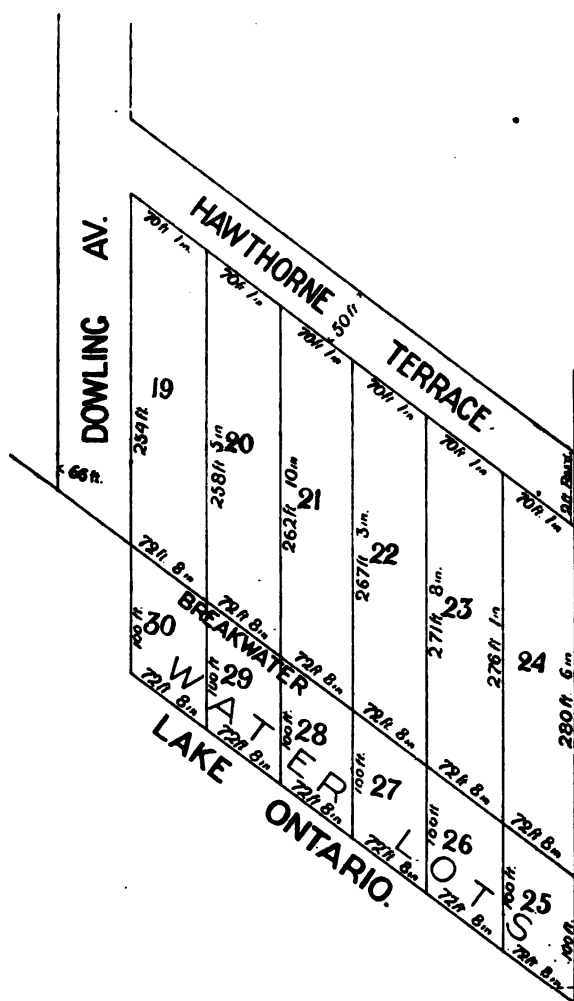 HAWTHORNE TERRACE
50 ft
DOWLING AV.
66 ft.
70 ft 1 in.
70 ft 1 in
70 ft 1 in
70 ft 1 in
70 ft 1 in
70 ft 1 in
19
20
21
22
23
24
254 ft.
258 ft 5 in
262 ft 10 in
267 ft 3 in.
271 ft 8 in.
276 ft 1 in
280 ft 6 in
72 ft. 8 in
72 ft 8 in
72 ft 8 in
72 ft 8 in
72 ft 8 in
72 ft 8 in
BREAKWATER
30
29
28
27
26
25
100 ft.
100 ft
100 ft.
100 ft.
100 ft
100 ft.
100 ft.
WATER LOTS
72 ft 8 in
72 ft 8 in
72 ft 8 in
72 ft 8 in
72 ft 8 in
72 ft 8 in
LAKE ONTARIO.